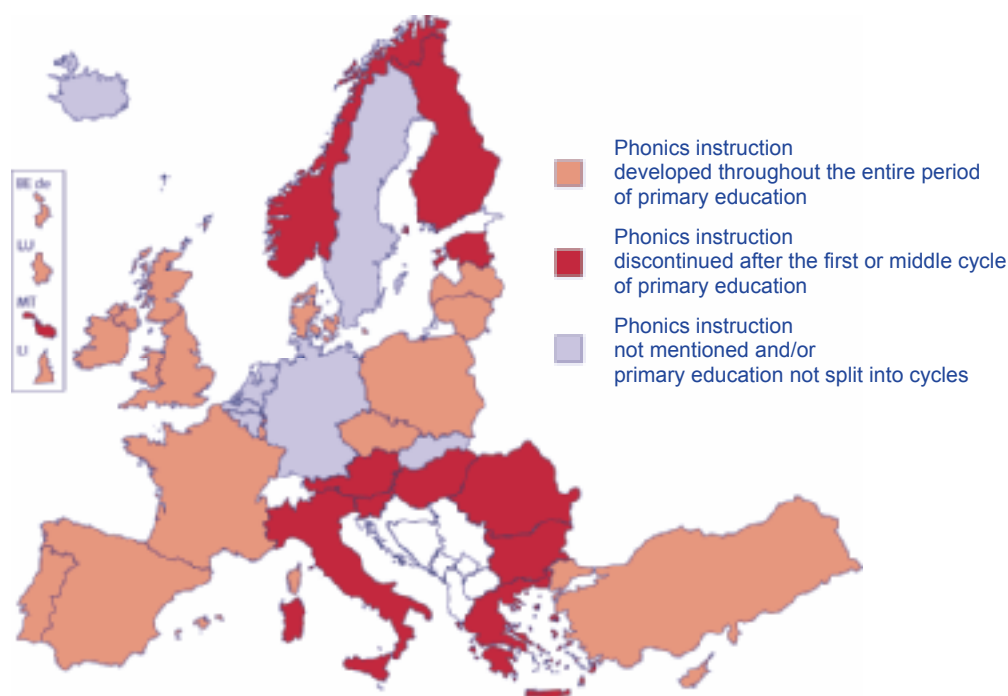 BE de
LU
MT
LI
Phonics instruction
developed throughout the entire period
of primary education
Phonics instruction
discontinued after the first or middle cycle
of primary education
Phonics instruction
not mentioned and/or
primary education not split into cycles